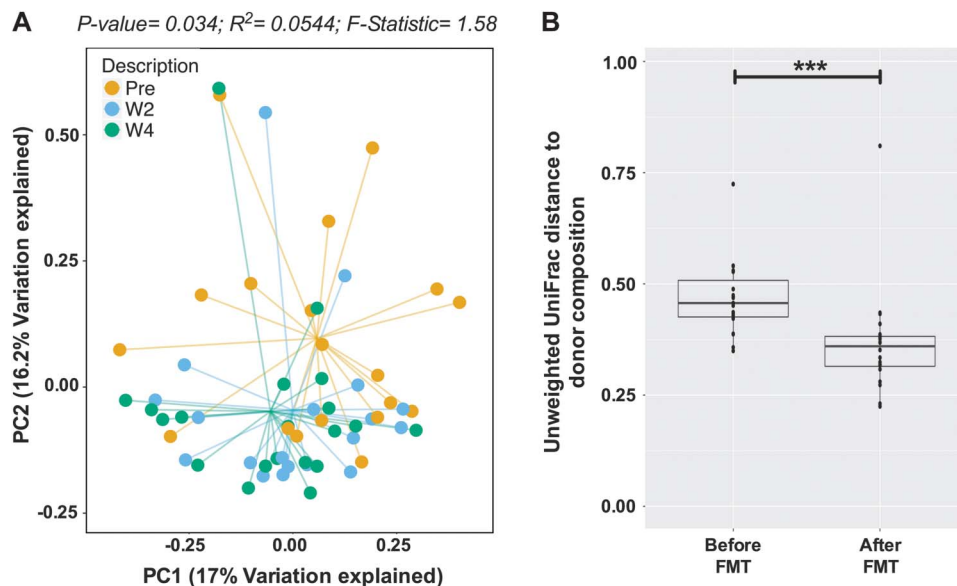 A
P-value= 0.034; R²= 0.0544; F-Statistic= 1.58
Description
Pre
W2
W4
0.50
0.25
0.00
-0.25
PC2 (16.2% Variation explained)
-0.25
0.00
0.25
PC1 (17% Variation explained)
B
***
1.00
0.75
0.50
0.25
0.00
Unweighted UniFrac distance to
donor composition
Before
FMT
After
FMT